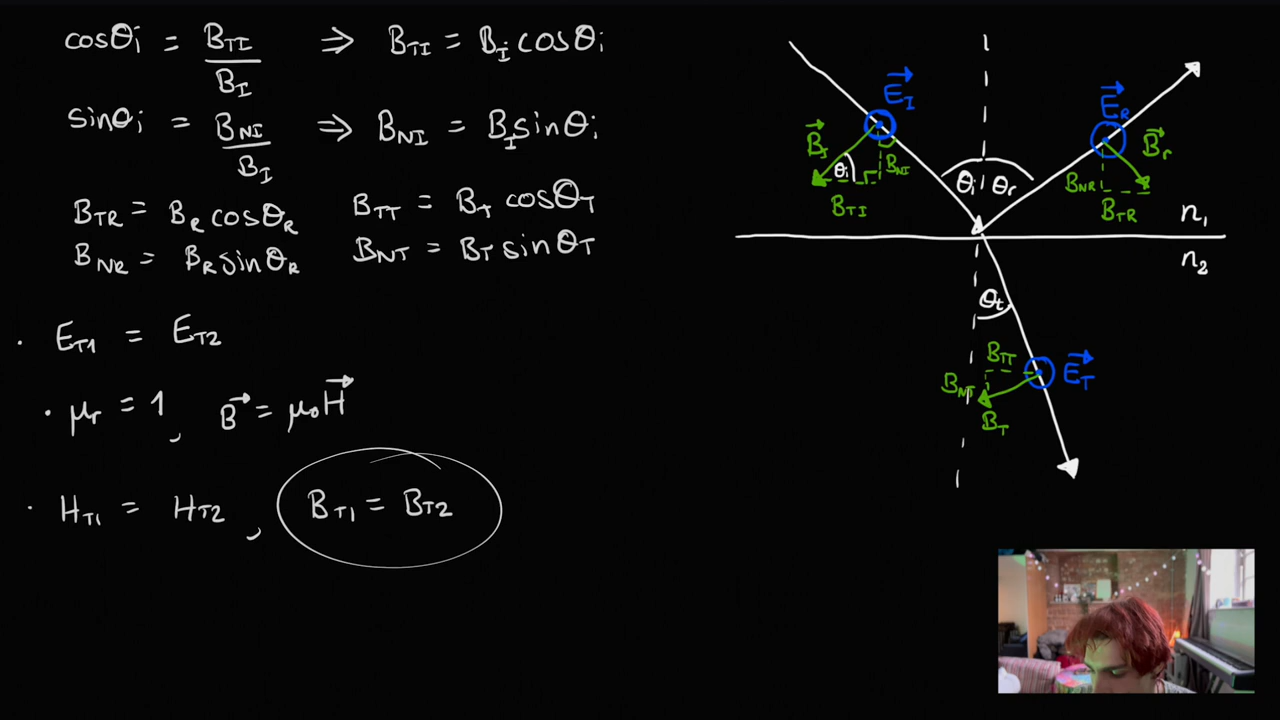 cosθi = BTI/BI ⇒ BTI = BI cosθi
sinθi = BNI/BI ⇒ BNI = BI sinθi
BTR = BR cosθR BTT = BT cosθT
BNR = BR sinθR BNT = BT sinθT
· ET1 = ET2
· μr = 1, B⃗ = μ0 H⃗
· HT1 = HT2, BT1 = BT2
E⃗I
E⃗R
B⃗I
B⃗r
θi
BNI
BTI
θi
θr
BNR
BTR
n1
n2
θt
BTT
E⃗T
BNT
BT